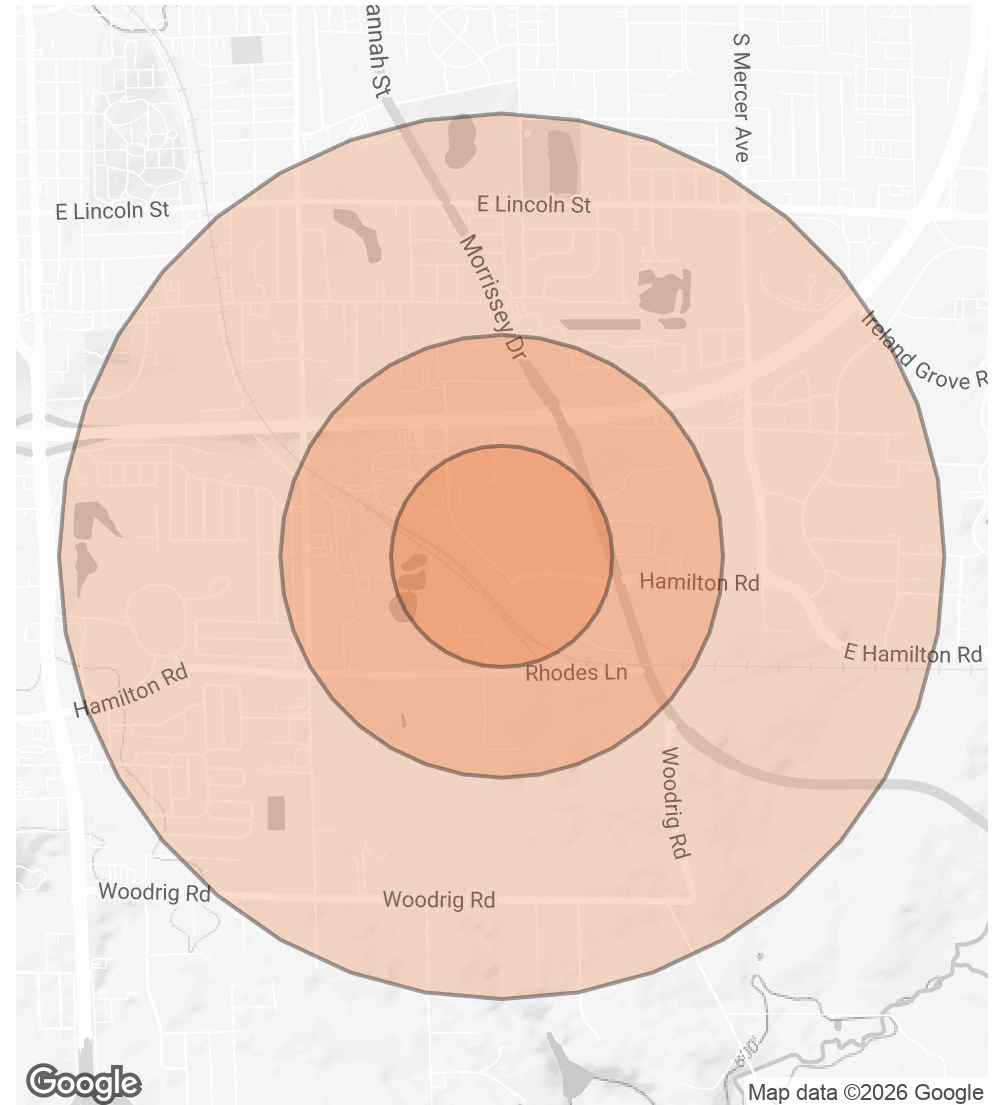 annah St
S Mercer Ave
E Lincoln St
E Lincoln St
Morrissey Dr
Ireland Grove R
Hamilton Rd
E Hamilton Rd
Hamilton Rd
Rhodes Ln
Woodrig Rd
Woodrig Rd
Woodrig Rd
Google
Map data ©2026 Google